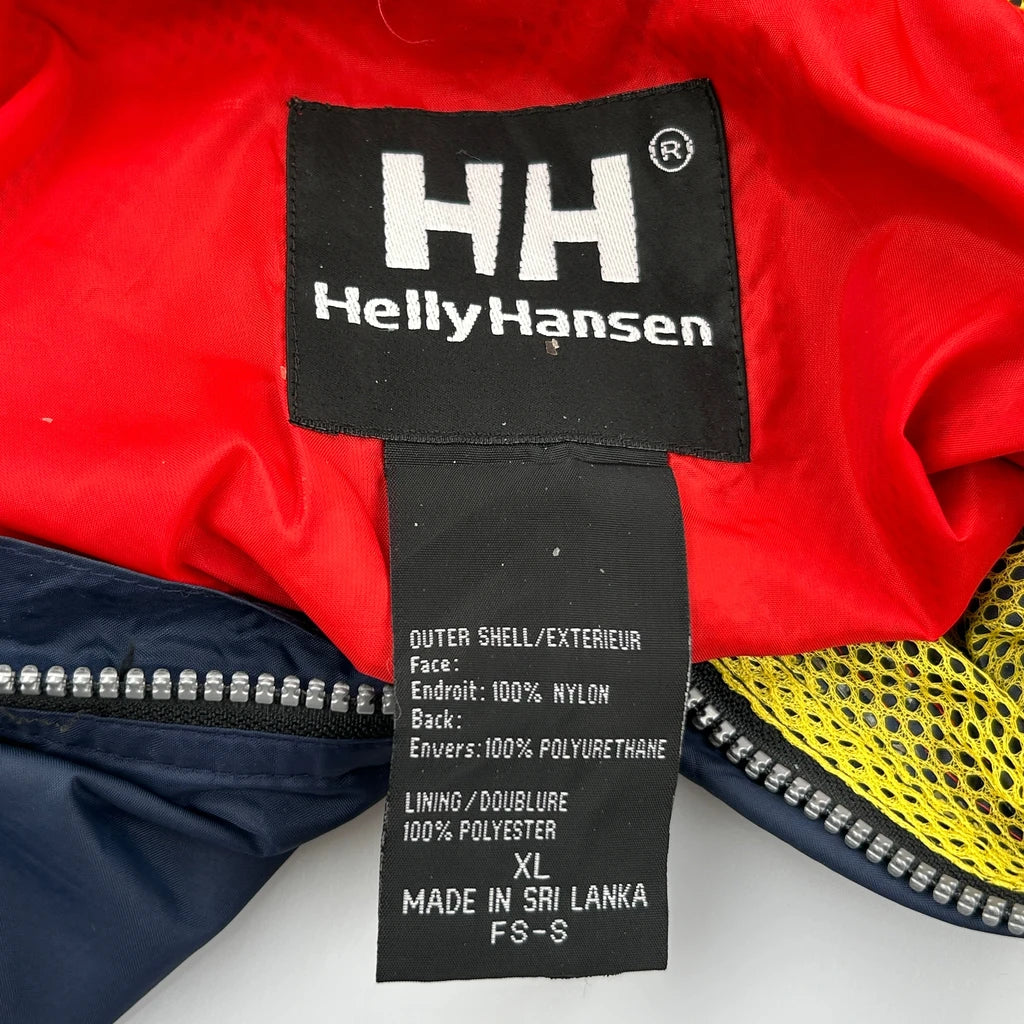 HH ®
Helly Hansen
OUTER SHELL/EXTERIEUR
Face:
Endroit: 100% NYLON
Back:
Envers: 100% POLYURETHANE
LINING/DOUBLURE
100% POLYESTER
XL
MADE IN SRI LANKA
FS-S